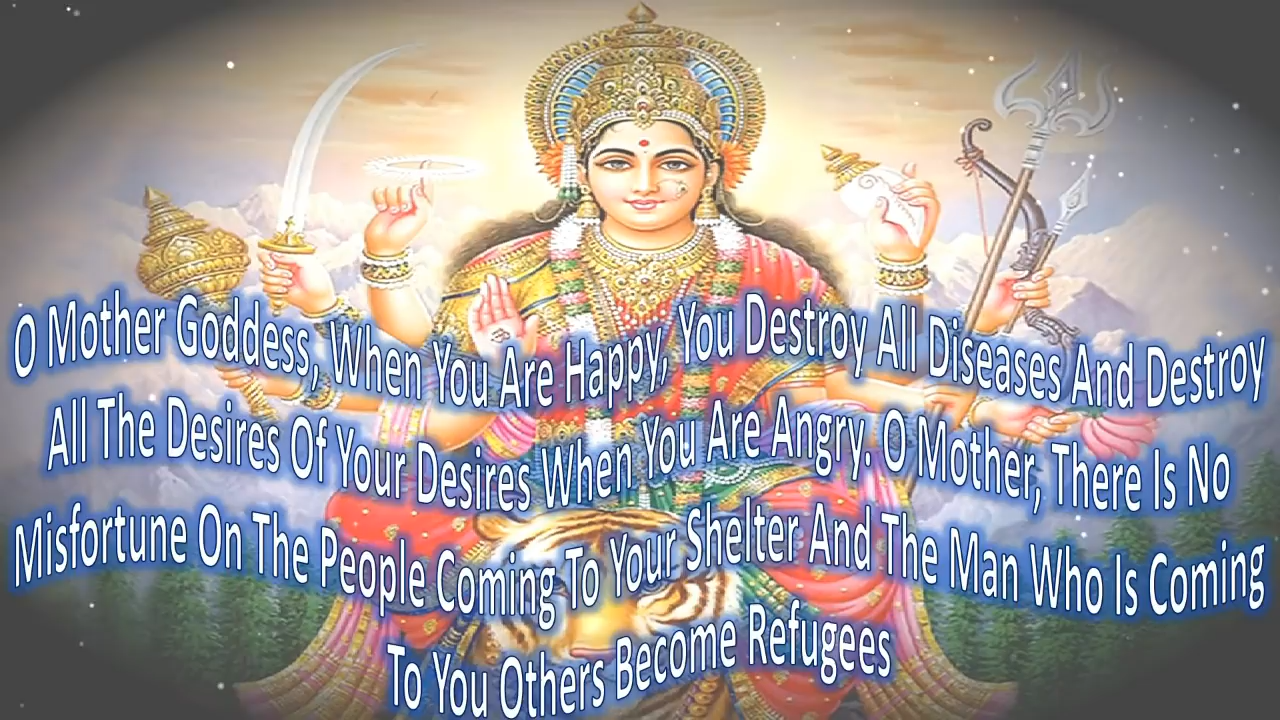 O Mother Goddess, When You Are Happy, You Destroy All Diseases And Destroy
All The Desires Of Your Desires When You Are Angry. O Mother, There Is No
Misfortune On The People Coming To Your Shelter And The Man Who Is Coming
To You Others Become Refugees